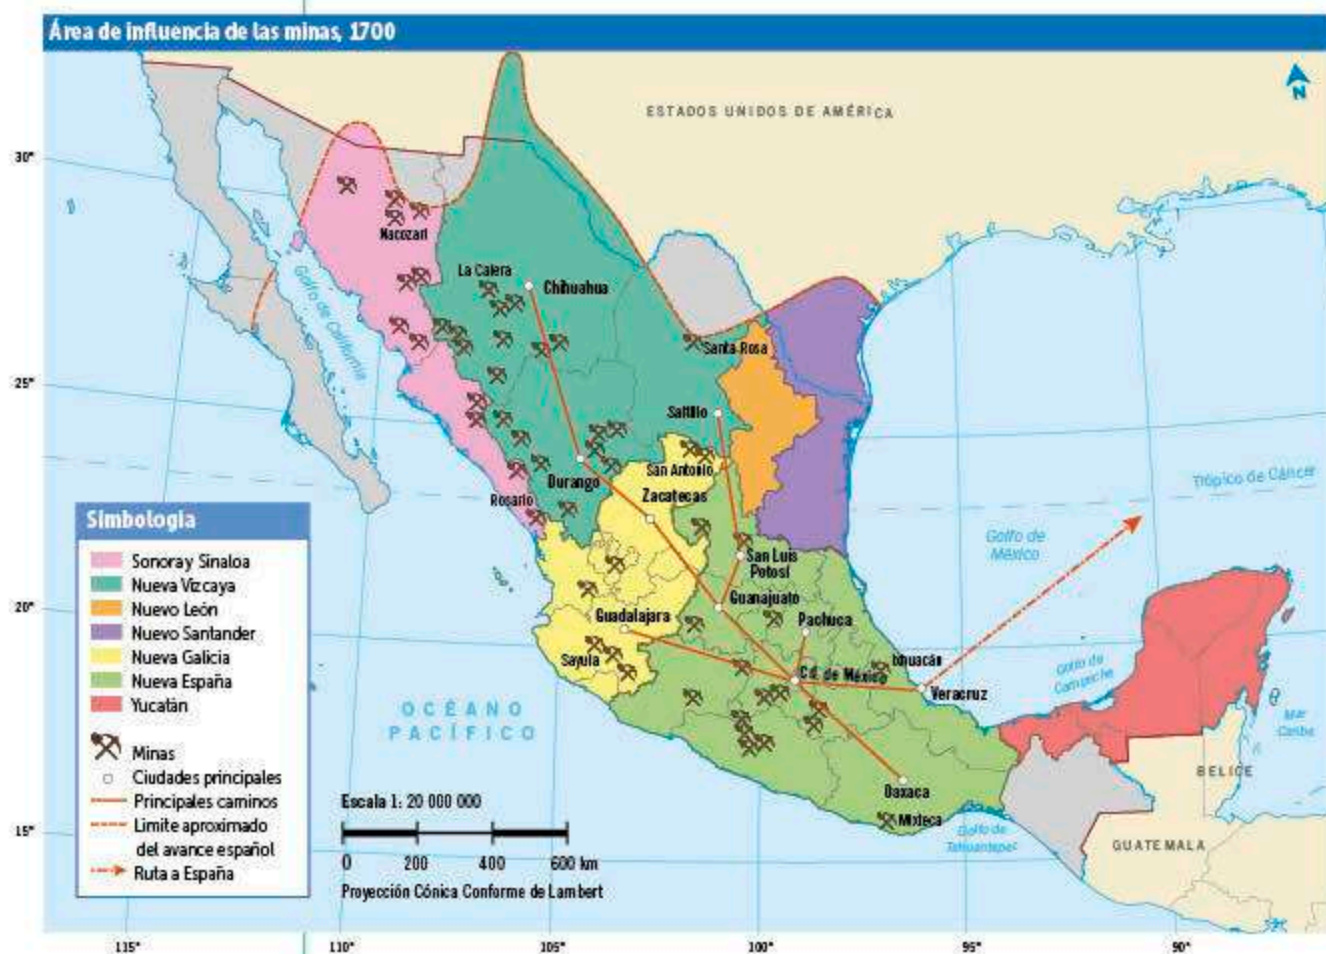 Área de influencia de las minas, 1700
N
ESTADOS UNIDOS DE AMÉRICA
30°
25°
20°
15°
115°
110°
105°
100°
95°
90°
Nacozari
La Calera
Chihuahua
Golfo de California
Santa Rosa
Saltillo
San Antonio
Durango
Zacatecas
Rosario
Trópico de Cáncer
Golfo de
México
San Luis
Potosí
Guanajuato
Guadalajara
Pachuca
Sayula
Cd. de México
Ixhuacán
Veracruz
Golfo de
Campeche
Mar
Caribe
OCÉANO
PACÍFICO
BELICE
Oaxaca
Mixteca
Golfo de
Tehuantepec
GUATEMALA
Simbología
Sonora y Sinaloa
Nueva Vizcaya
Nuevo León
Nuevo Santander
Nueva Galicia
Nueva España
Yucatán
Minas
Ciudades principales
Principales caminos
Limite aproximado
del avance español
Ruta a España
Escala 1: 20 000 000
0 200 400 600 km
Proyección Cónica Conforme de Lambert